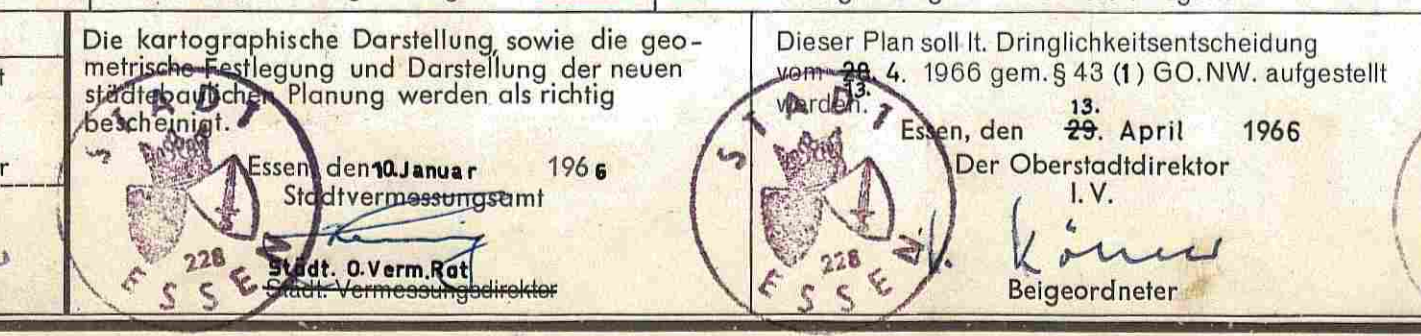 Die kartographische Darstellung, sowie die geo-
metrische Festlegung und Darstellung der neuen
städtebaulichen Planung werden als richtig
bescheinigt.
Essen, den 10. Januar 1966
Stadtvermessungsamt
Städt. O.Verm.Rat
Städt. Vermessungsdirektor
STADT
228
ESSEN
Dieser Plan soll lt. Dringlichkeitsentscheidung
vom 28. 4. 1966 gem. § 43 (1) GO.NW. aufgestellt
13.
werden.
13.
Essen, den 29. April 1966
Der Oberstadtdirektor
I.V.
Beigeordneter
STADT
228
ESSEN